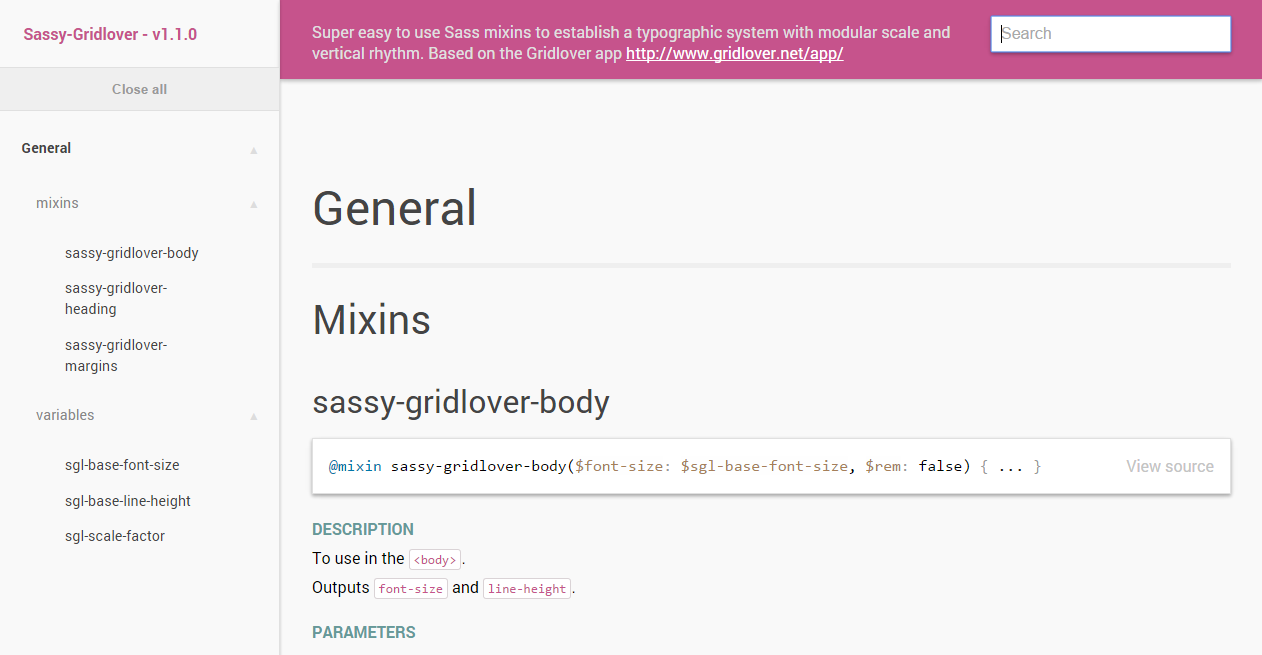 Sassy-Gridlover - v1.1.0
Close all
General
mixins
sassy-gridlover-body
sassy-gridlover-
heading
sassy-gridlover-
margins
variables
sgl-base-font-size
sgl-base-line-height
sgl-scale-factor
Super easy to use Sass mixins to establish a typographic system with modular scale and
vertical rhythm. Based on the Gridlover app http://www.gridlover.net/app/
Search
General
Mixins
sassy-gridlover-body
@mixin sassy-gridlover-body($font-size: $sgl-base-font-size, $rem: false) { ... }
View source
DESCRIPTION
To use in the <body>.
Outputs font-size and line-height.
PARAMETERS